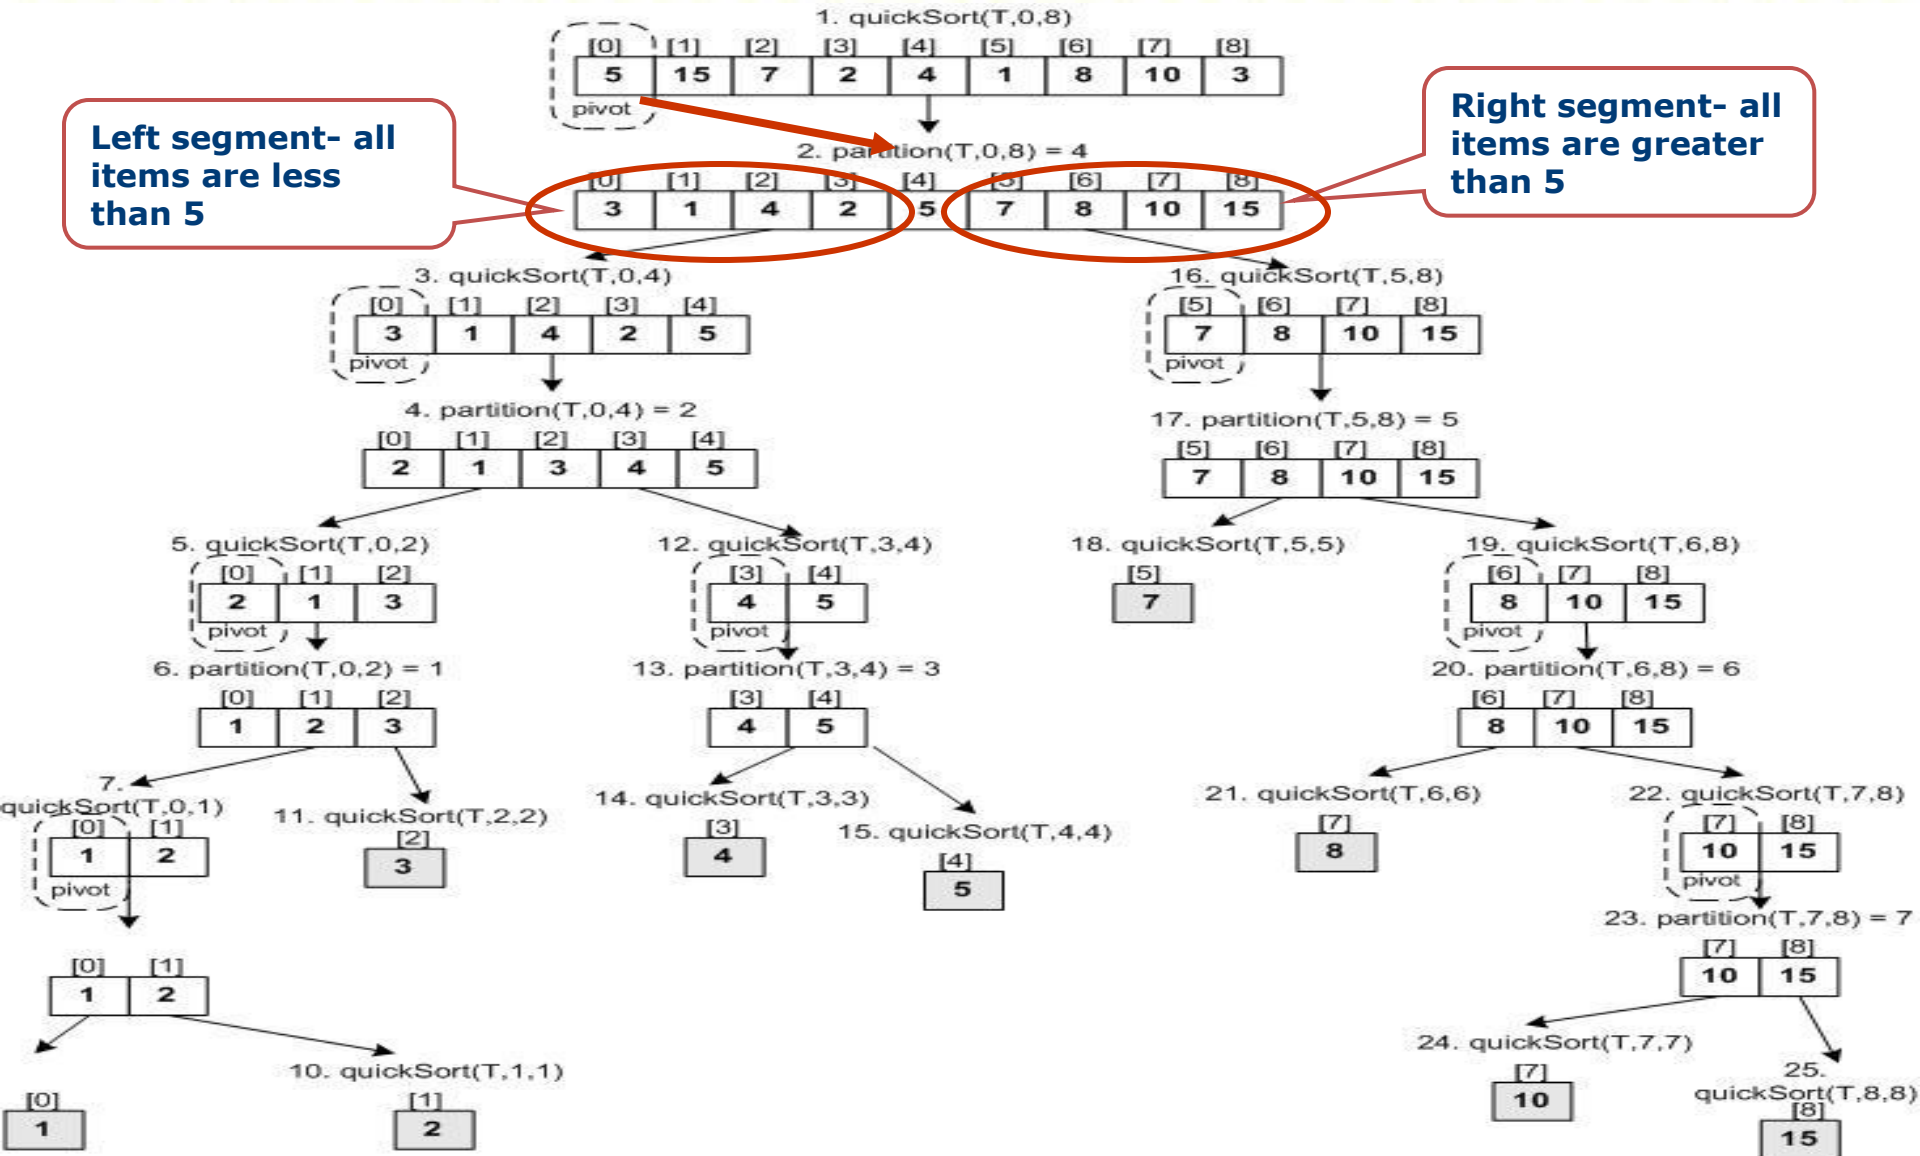 1. quickSort(T,0,8)
[0] [1] [2] [3] [4] [5] [6] [7] [8]
5 15 7 2 4 1 8 10 3
pivot
Left segment- all
items are less
than 5
Right segment- all
items are greater
than 5
2. partition(T,0,8) = 4
[0] [1] [2] [3] [4] [5] [6] [7] [8]
3 1 4 2 5 7 8 10 15
3. quickSort(T,0,4)
[0] [1] [2] [3] [4]
3 1 4 2 5
pivot
16. quickSort(T,5,8)
[5] [6] [7] [8]
7 8 10 15
pivot
4. partition(T,0,4) = 2
[0] [1] [2] [3] [4]
2 1 3 4 5
17. partition(T,5,8) = 5
[5] [6] [7] [8]
7 8 10 15
5. quickSort(T,0,2)
[0] [1] [2]
2 1 3
pivot
12. quickSort(T,3,4)
[3] [4]
4 5
pivot
18. quickSort(T,5,5)
[5]
7
19. quickSort(T,6,8)
[6] [7] [8]
8 10 15
pivot
6. partition(T,0,2) = 1
[0] [1] [2]
1 2 3
13. partition(T,3,4) = 3
[3] [4]
4 5
20. partition(T,6,8) = 6
[6] [7] [8]
8 10 15
7.
quickSort(T,0,1)
[0] [1]
1 2
pivot
11. quickSort(T,2,2)
[2]
3
14. quickSort(T,3,3)
[3]
4
15. quickSort(T,4,4)
[4]
5
21. quickSort(T,6,6)
[7]
8
22. quickSort(T,7,8)
[7] [8]
10 15
pivot
23. partition(T,7,8) = 7
[7] [8]
10 15
[0] [1]
1 2
[0]
1
10. quickSort(T,1,1)
[1]
2
24. quickSort(T,7,7)
[7]
10
25.
quickSort(T,8,8)
[8]
15